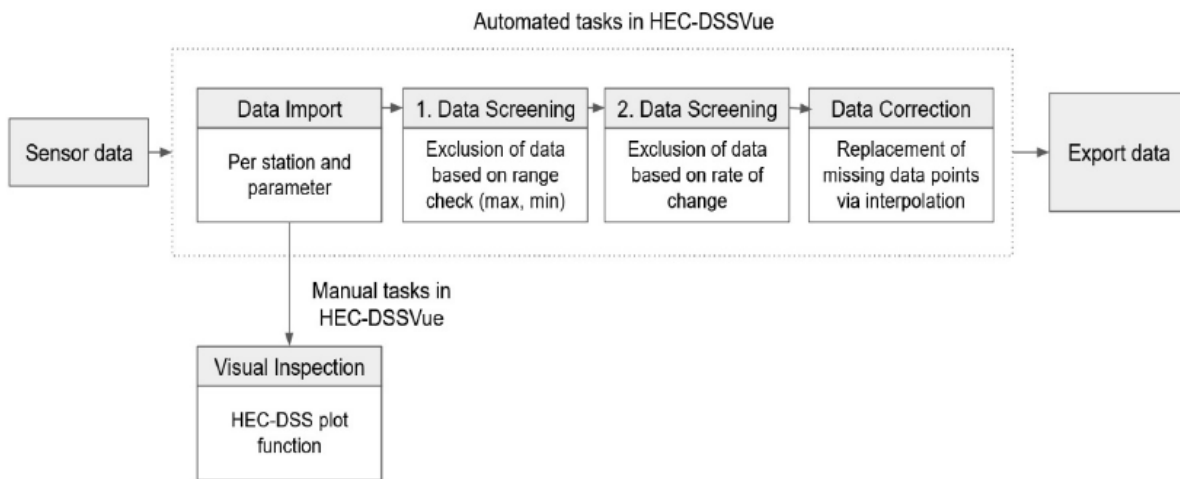 Automated tasks in HEC-DSSVue
Sensor data
Data Import
Per station and
parameter
1. Data Screening
Exclusion of data
based on range
check (max, min)
2. Data Screening
Exclusion of data
based on rate of
change
Data Correction
Replacement of
missing data points
via interpolation
Export data
Manual tasks in
HEC-DSSVue
Visual Inspection
HEC-DSS plot
function